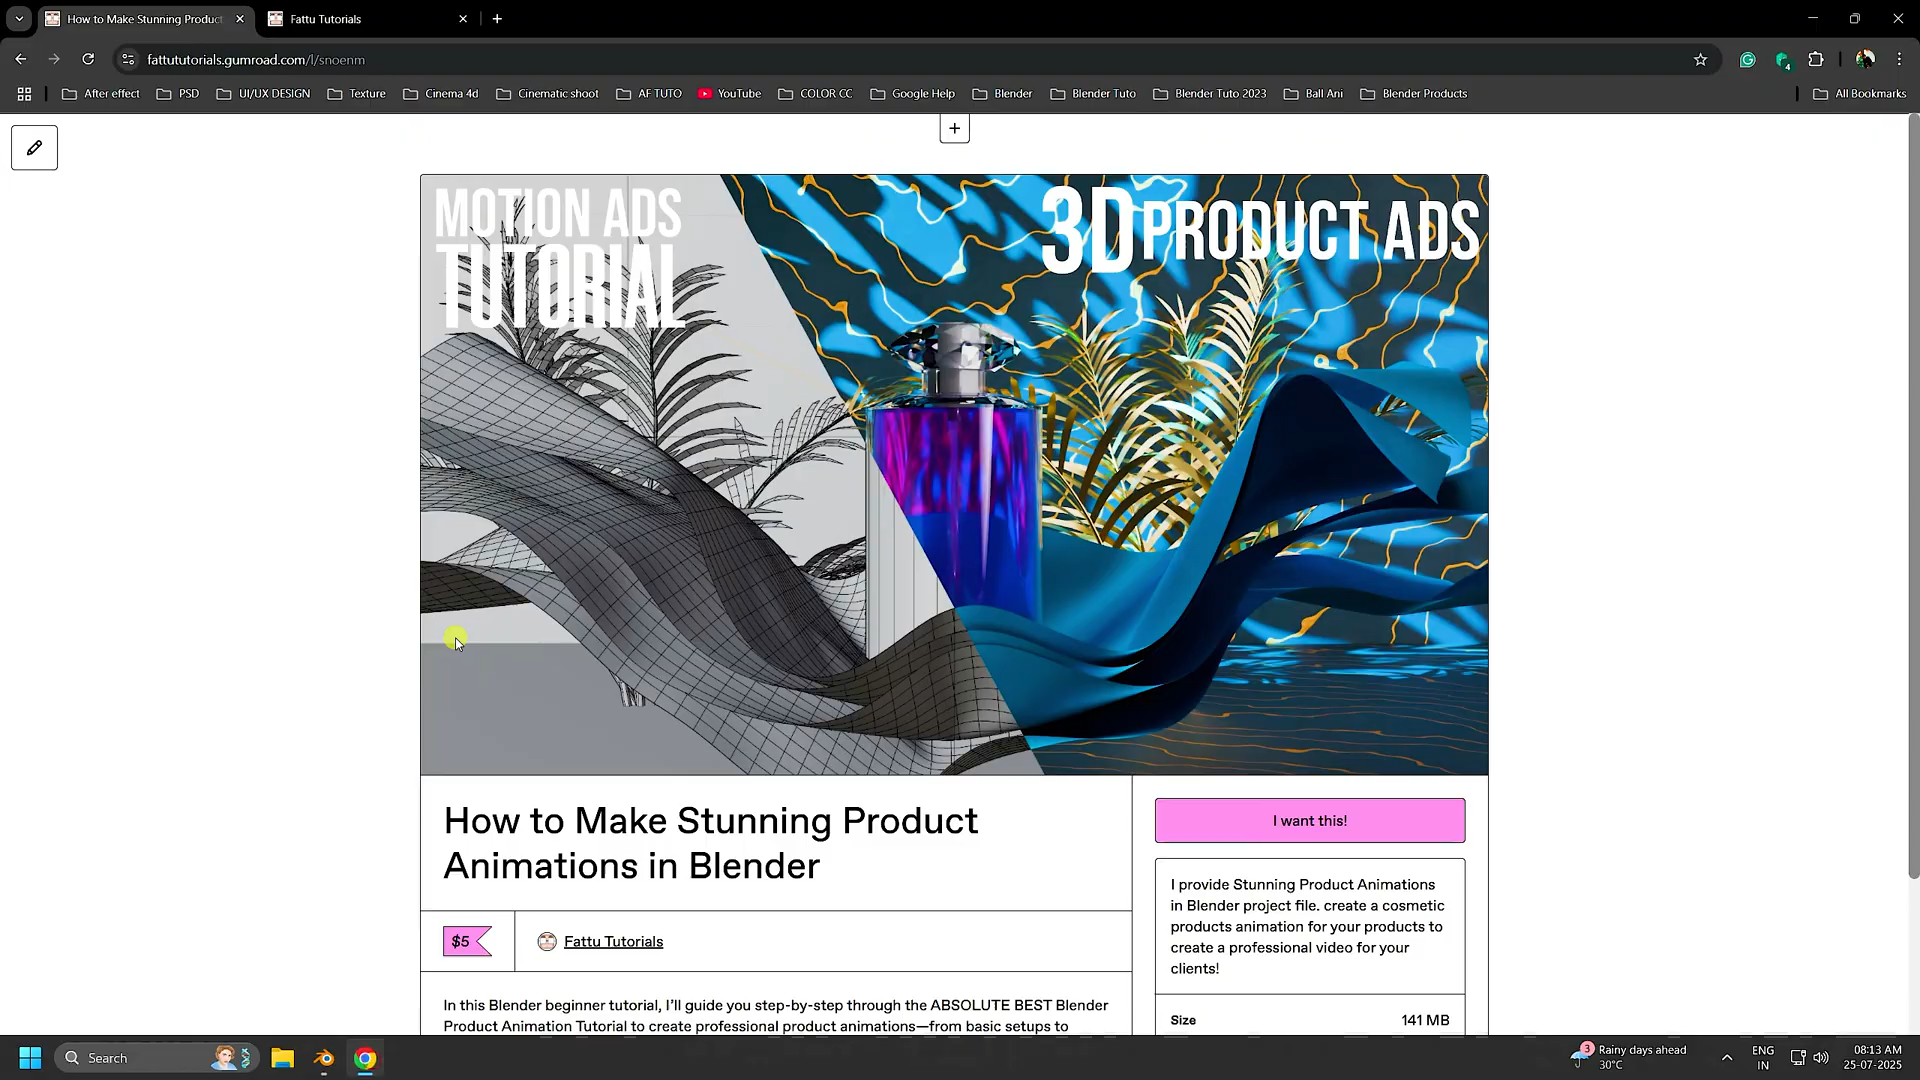 How to Make Stunning Product
Fattu Tutorials
fattututorials.gumroad.com/l/snoenm
After effect
PSD
UI/UX DESIGN
Texture
Cinema 4d
Cinematic shoot
AF TUTO
YouTube
COLOR CC
Google Help
Blender
Blender Tuto
Blender Tuto 2023
Ball Ani
Blender Products
All Bookmarks
MOTION ADS
TUTORIAL
3D PRODUCT ADS
How to Make Stunning Product
Animations in Blender
$5
Fattu Tutorials
In this Blender beginner tutorial, I'll guide you step-by-step through the ABSOLUTE BEST Blender
Product Animation Tutorial to create professional product animations—from basic setups to
I want this!
I provide Stunning Product Animations
in Blender project file. create a cosmetic
products animation for your products to
create a professional video for your
clients!
Size
141 MB
Search
3
Rainy days ahead
30°C
ENG
IN
08:13 AM
25-07-2025
4